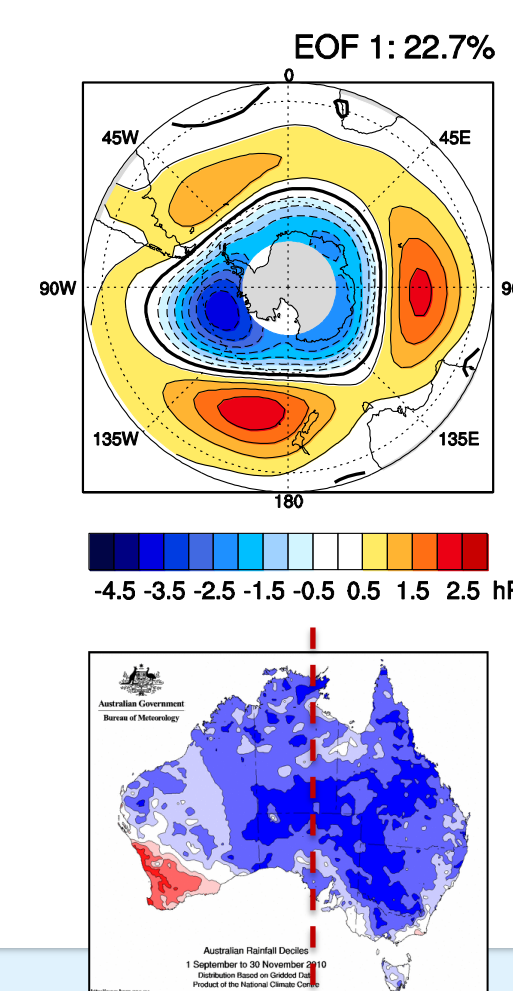 EOF 1: 22.7%
0
45W
45E
90W
9
135W
135E
180
-4.5 -3.5 -2.5 -1.5 -0.5 0.5 1.5 2.5 hP
Australian Government
Bureau of Meteorology
Australian Rainfall Deciles
1 September to 30 November 2010
Distribution Based on Gridded Data
Product of the National Climate Centre